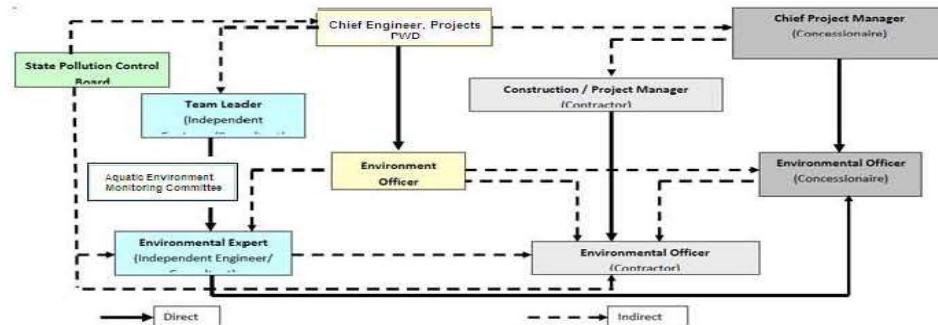 Chief Engineer, Projects
PWD
Chief Project Manager
(Concessionaire)
State Pollution Control
Board
Team Leader
(Independent
Construction / Project Manager
(Contractor)
Aquatic Environment
Monitoring Committee
Environment
Officer
Environmental Officer
(Concessionaire)
Environmental Expert
(Independent Engineer/
Environmental Officer
(Contractor)
Direct
Indirect